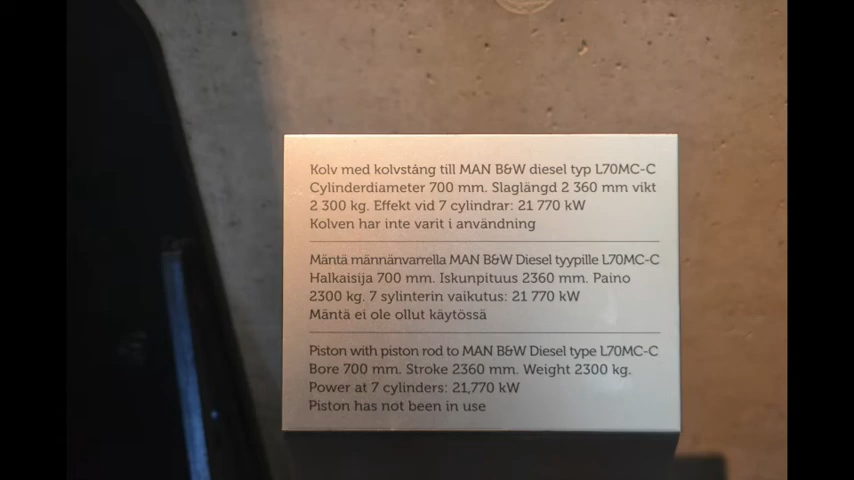 Kolv med kolvstång till MAN B&W diesel typ L70MC-C
Cylinderdiameter 700 mm. Slaglängd 2 360 mm vikt
2 300 kg. Effekt vid 7 cylindrar: 21 770 kW
Kolven har inte varit i användning
Mäntä männänvarrella MAN B&W Diesel tyypille L70MC-C
Halkaisija 700 mm. Iskunpituus 2360 mm. Paino
2300 kg. 7 sylinterin vaikutus: 21 770 kW
Mäntä ei ole ollut käytössä
Piston with piston rod to MAN B&W Diesel type L70MC-C
Bore 700 mm. Stroke 2360 mm. Weight 2300 kg.
Power at 7 cylinders: 21,770 kW
Piston has not been in use